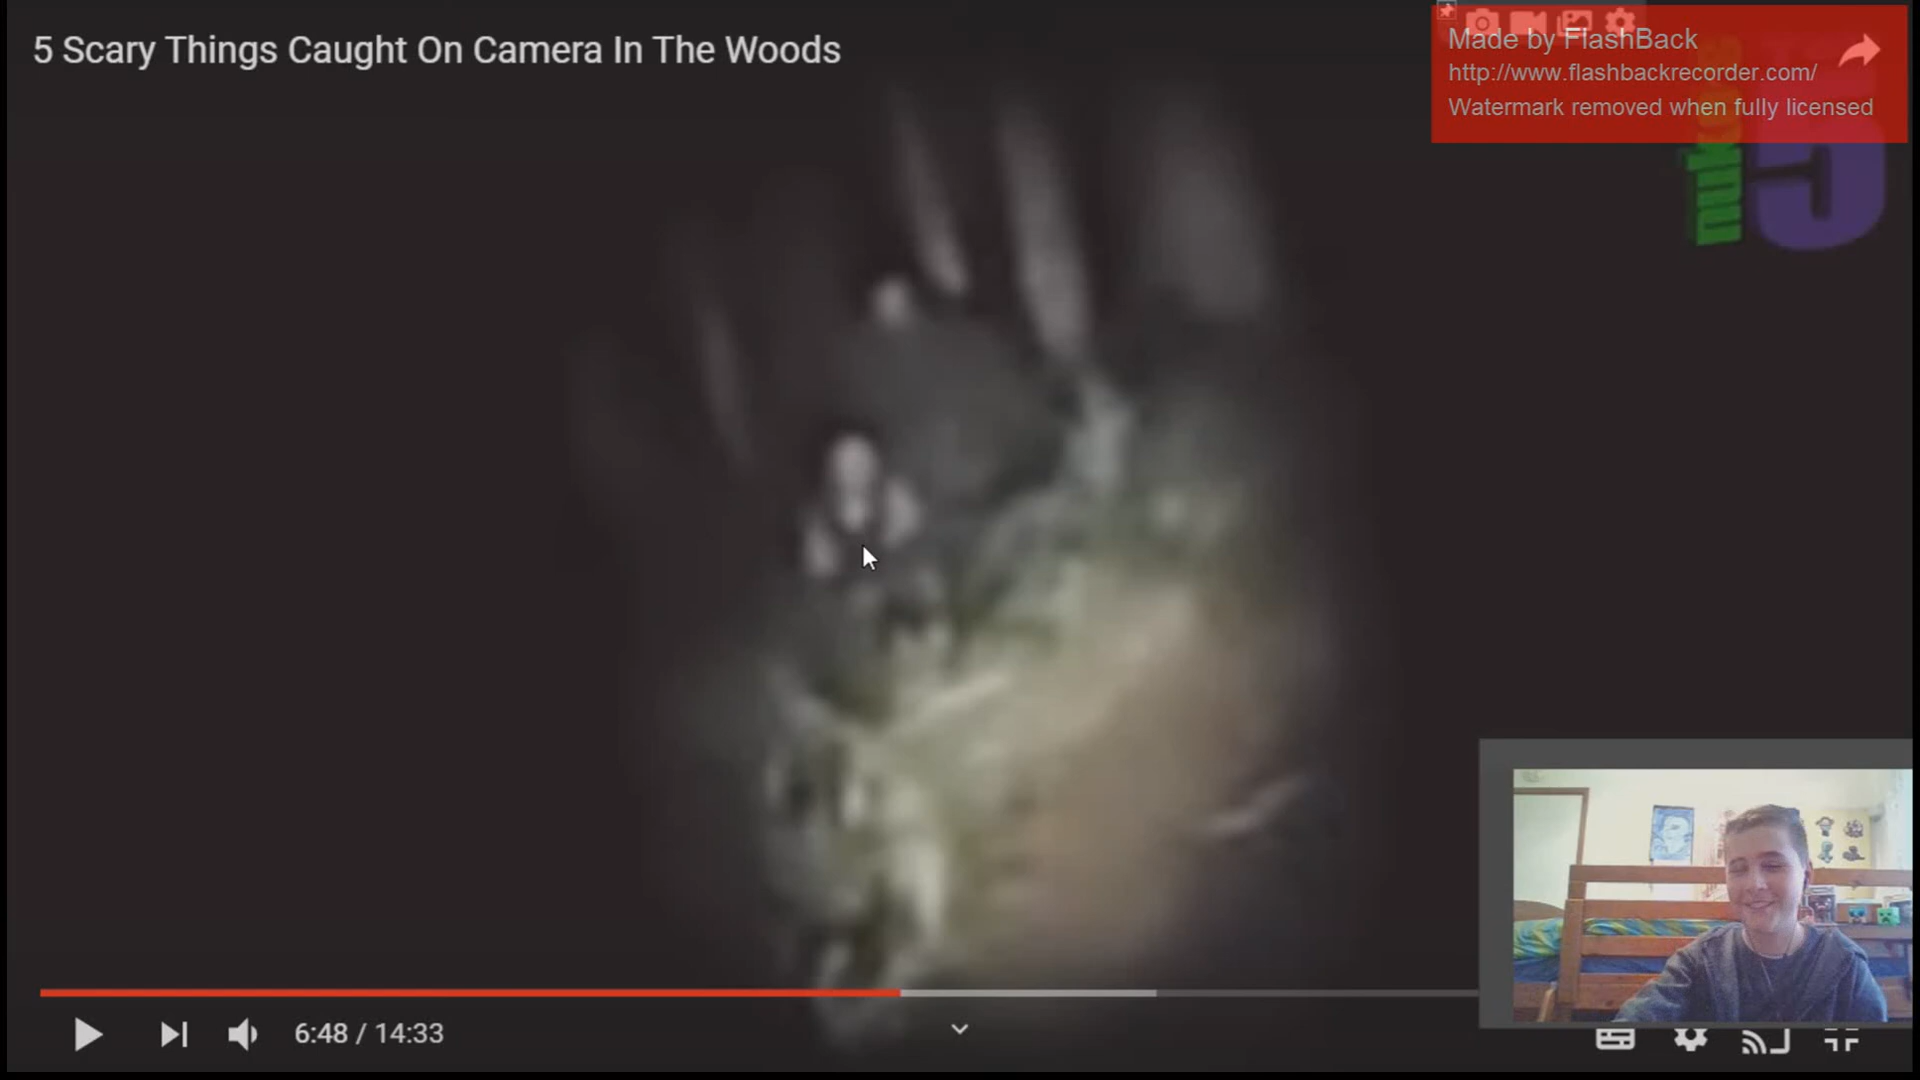 5 Scary Things Caught On Camera In The Woods
Made by FlashBack
http://www.flashbackrecorder.com/
Watermark removed when fully licensed
5
6:48 / 14:33